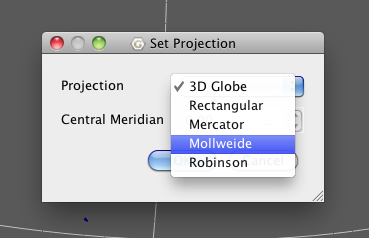 Set Projection
Projection
✓ 3D Globe
Rectangular
Mercator
Central Meridian
Mollweide
Robinson